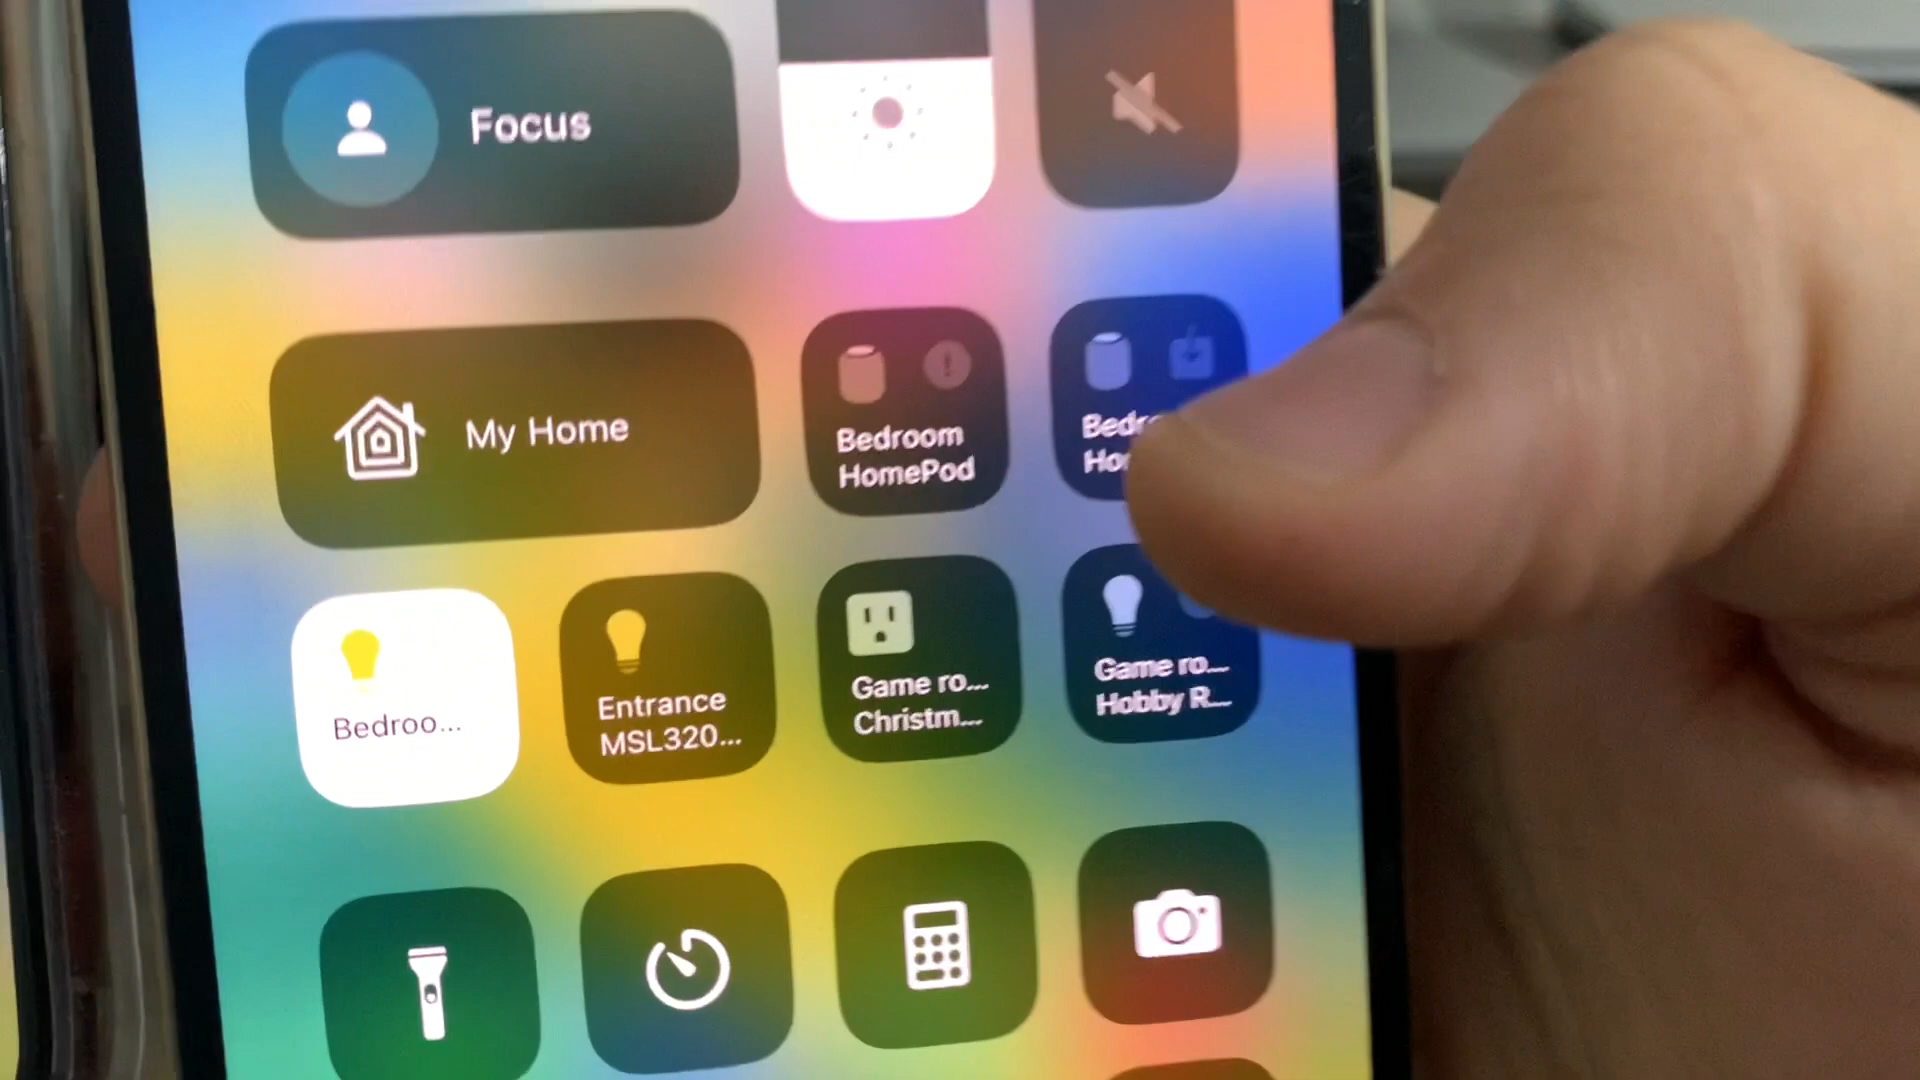 Focus
My Home
Bedroom
HomePod
Bedroo...
Entrance
MSL320...
Game ro...
Christm...
Game ro...
Hobby R...